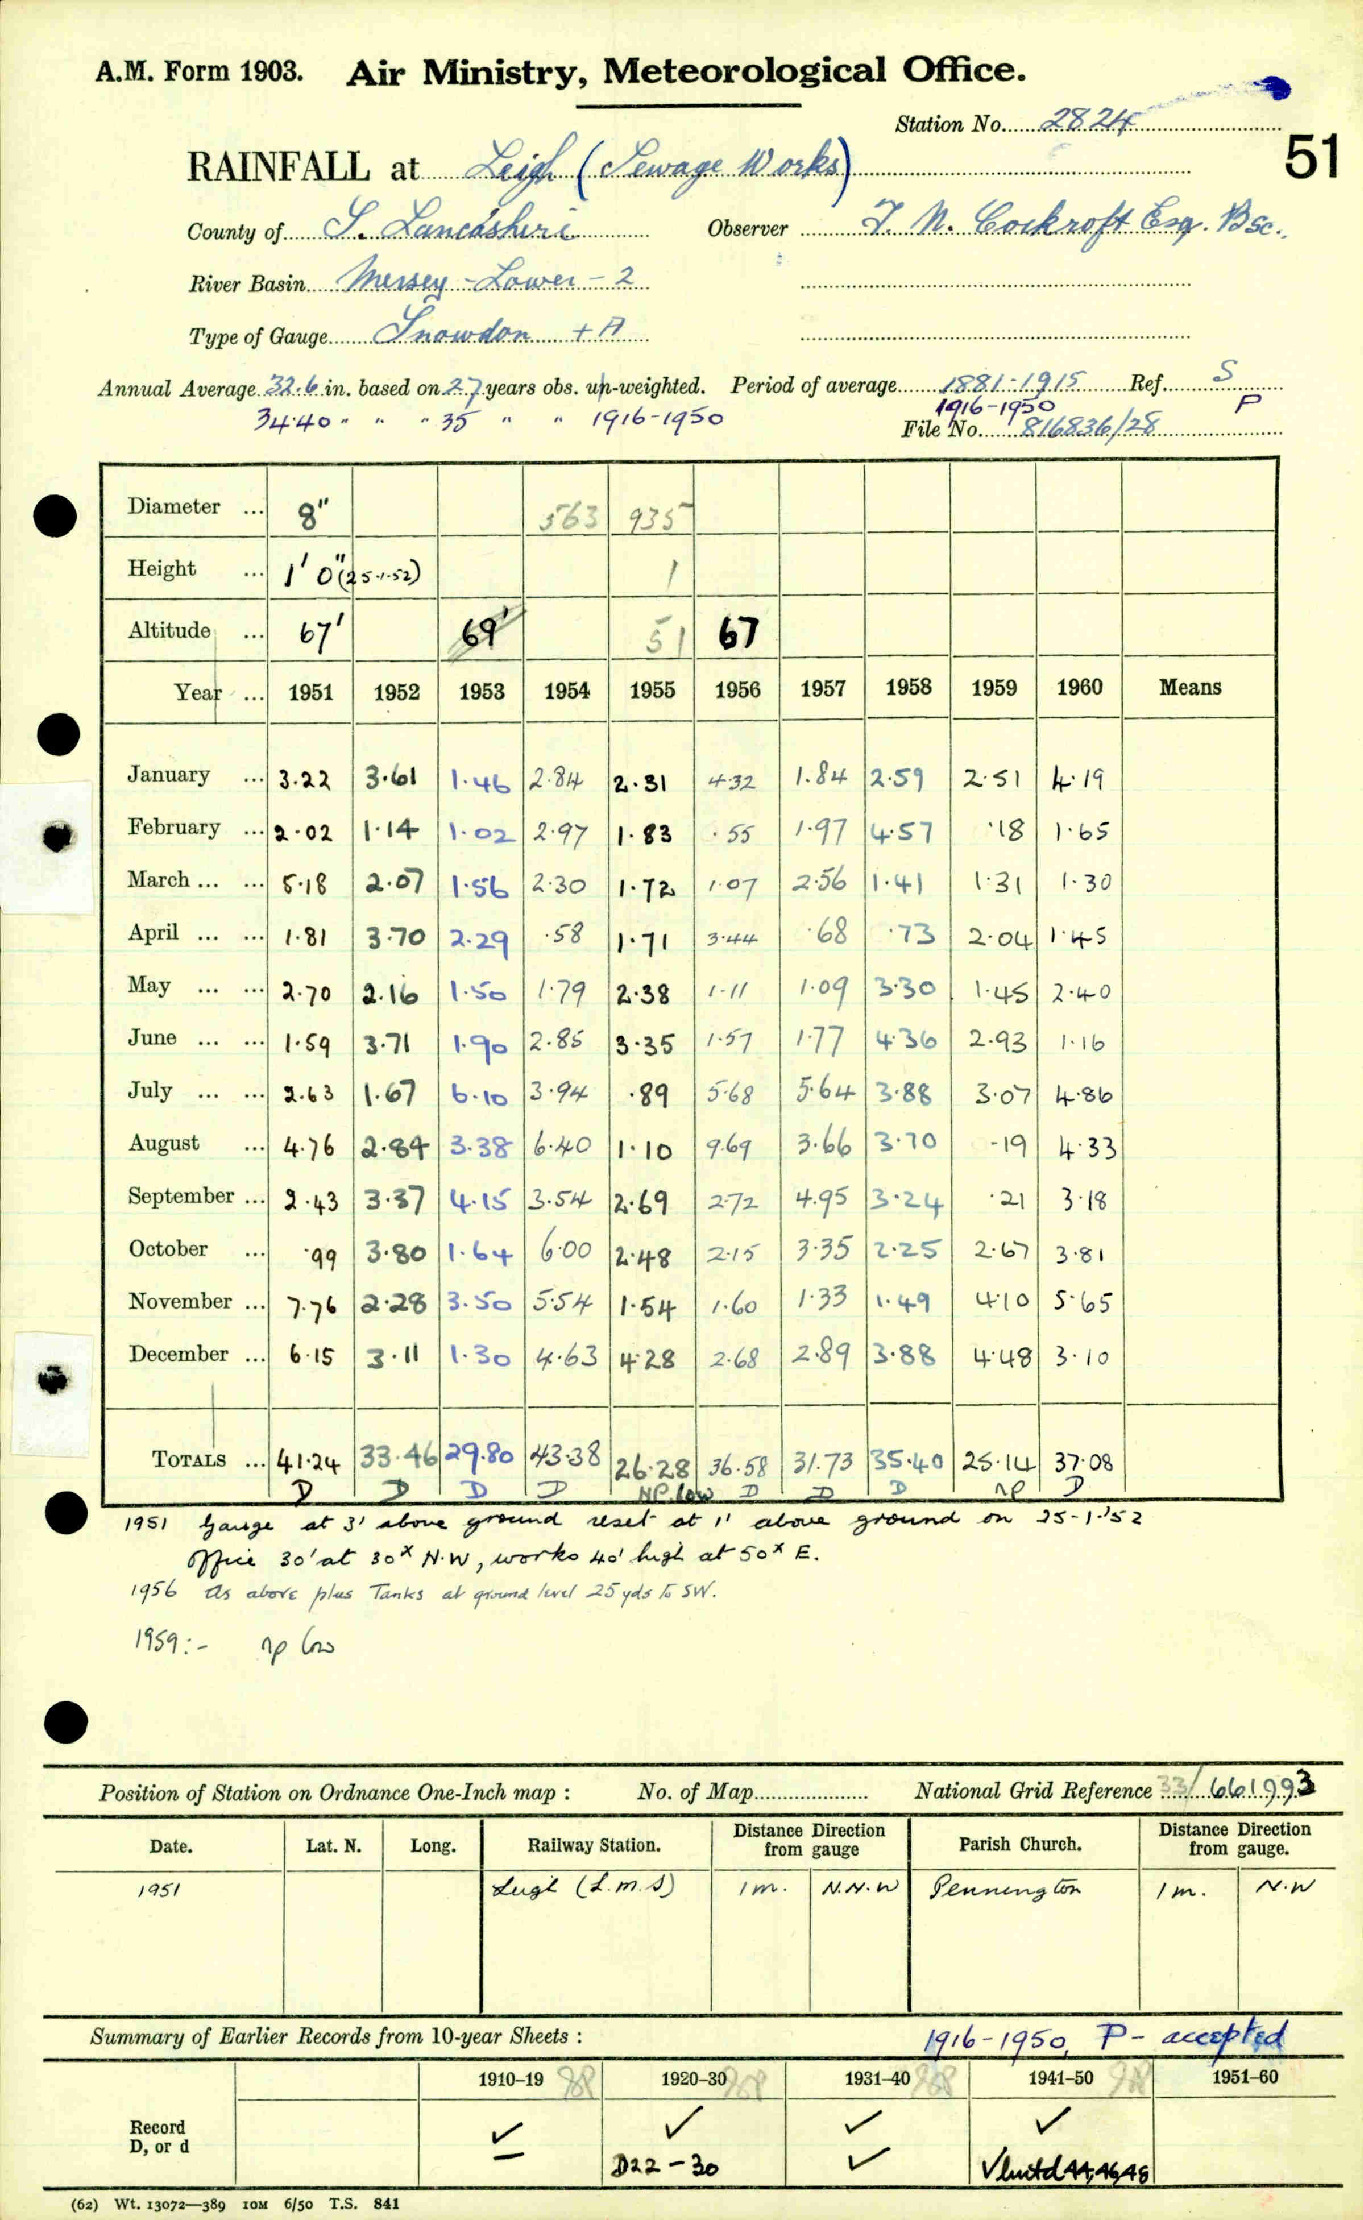 A.M. Form 1903. Air Ministry, Meteorological Office.
Station No. 2824
51
RAINFALL at Leigh (Sewage Works)
County of S. Lancashire Observer F. N. Cockroft Esq. Bsc.
River Basin Mersey - Lower - 2
Type of Gauge Snowdon + A
Annual Average 32.6 in. based on 27 years obs. un-weighted. Period of average 1881-1915 Ref. S
34.40 " " " 35 " " 1916-1950 1916-1950 P
File No. 816836/28
Diameter ... 8" 563 935
Height ... 1' 0" (25-1-52) 1
Altitude ... 67' 69' 51 67
Year ... 1951 1952 1953 1954 1955 1956 1957 1958 1959 1960 Means
January ... 3.22 3.61 1.46 2.84 2.31 4.32 1.84 2.59 2.51 4.19
February ... 2.02 1.14 1.02 2.97 1.83 .55 1.97 4.57 .18 1.65
March ... ... 5.18 2.07 1.56 2.30 1.72 1.07 2.56 1.41 1.31 1.30
April ... ... 1.81 3.70 2.29 .58 1.71 3.44 .68 .73 2.04 1.45
May ... ... 2.70 2.16 1.50 1.79 2.38 1.11 1.09 3.30 1.45 2.40
June ... ... 1.59 3.71 1.90 2.85 3.35 1.57 1.77 4.36 2.93 1.16
July ... ... 2.63 1.67 6.10 3.94 .89 5.68 5.64 3.88 3.07 4.86
August ... 4.76 2.84 3.38 6.40 1.10 9.69 3.66 3.70 .19 4.33
September ... 2.43 3.37 4.15 3.54 2.69 2.72 4.95 3.24 .21 3.18
October ... .99 3.80 1.64 6.00 2.48 2.15 3.35 2.25 2.67 3.81
November ... 7.76 2.28 3.50 5.54 1.54 1.60 1.33 1.49 4.10 5.65
December ... 6.15 3.11 1.30 4.63 4.28 2.68 2.89 3.88 4.48 3.10
TOTALS ... 41.24 33.46 29.80 43.38 26.28 36.58 31.73 35.40 25.14 37.08
D D D D NP. low D D D np D
1951 Gauge at 3' above ground reset at 1' above ground on 25-1-'52
Office 30' at 30x N.W, works 40' high at 50x E.
1956 As above plus Tanks at ground level 25 yds to SW.
1959:- np low
Position of Station on Ordnance One-Inch map : No. of Map National Grid Reference 33/661993
Date. Lat. N. Long. Railway Station. Distance Direction from gauge Parish Church. Distance Direction from gauge.
1951 Leigh (L.M.S) 1m. N.N.W Pennington 1m. N.W
Summary of Earlier Records from 10-year Sheets : 1916-1950, P - accepted
1910–19 1920–30 1931–40 1941–50 1951–60
Record ✓ ✓ ✓ ✓
D, or d — D22-30 ✓ ✓ but d 44, 46, 48
(62) Wt. 13072—389 10M 6/50 T.S. 841